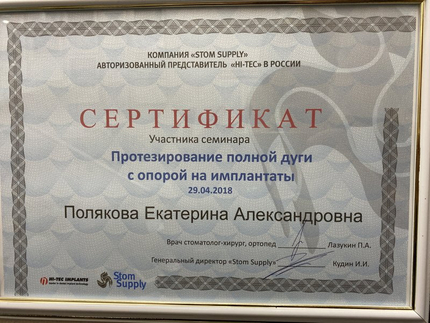 КОМПАНИЯ «STOM SUPPLY»
АВТОРИЗОВАННЫЙ ПРЕДСТАВИТЕЛЬ «HI-TEC» В РОССИИ
СЕРТИФИКАТ
Участника семинара
Протезирование полной дуги
с опорой на имплантаты
29.04.2018
Полякова Екатерина Александровна
Врач стоматолог-хирург, ортопед Лазукин П.А.
Генеральный директор «Stom Supply» Кудин И.И.
HI-TEC IMPLANTS
Stom
Supply